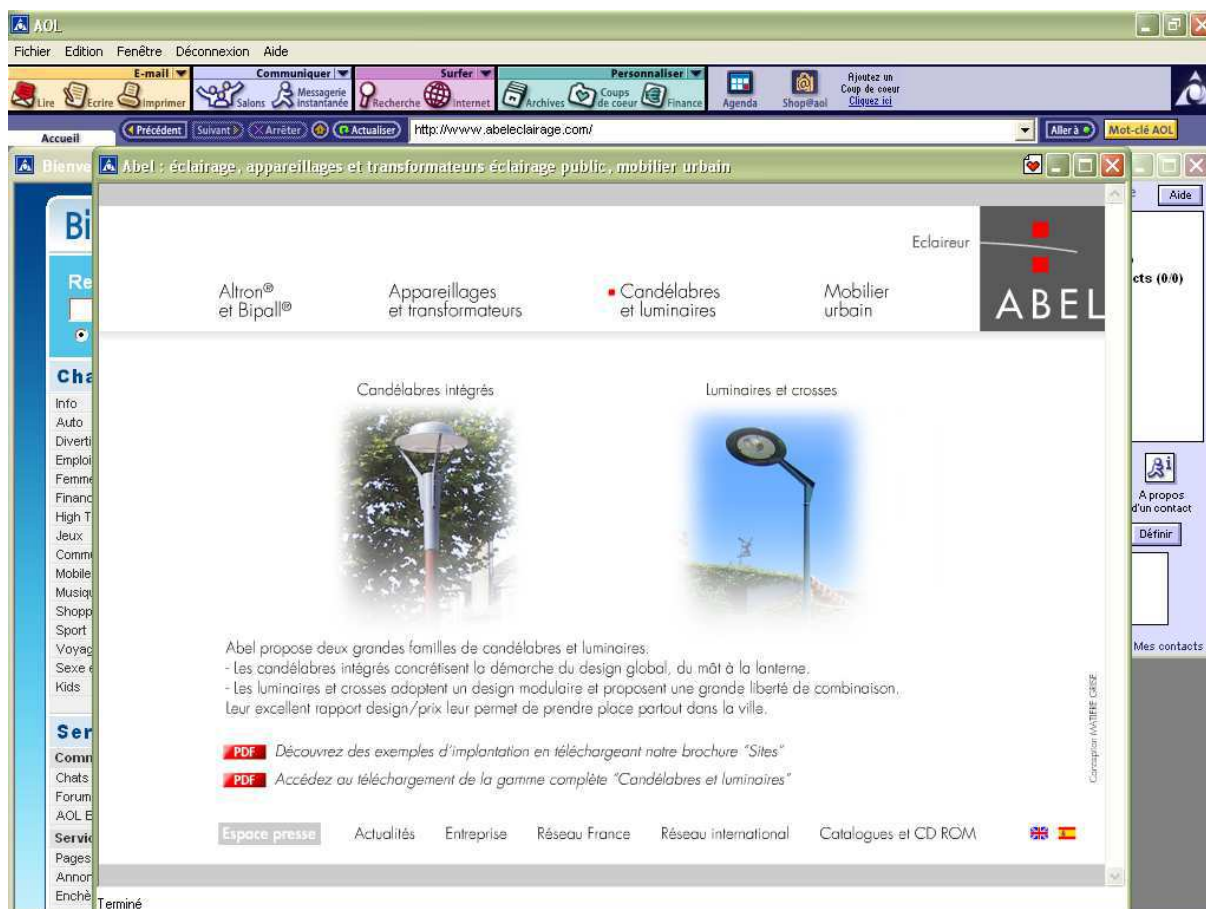 AOL
Fichier Edition Fenêtre Déconnexion Aide
E-mail Communiquer Surfer Personnaliser
Lire Ecrire Imprimer Salons Messagerie instantanée Recherche Internet Archives Coups de coeur Finance Agenda Shop@aol Ajoutez un Coup de coeur Cliquez ici
Accueil Précédent Suivant Arrêter Actualiser http://www.abeleclairage.com/ Aller à Mot-clé AOL
Abel : éclairage, appareillages et transformateurs éclairage public, mobilier urbain
Aide
cts (0/0)
A propos
d'un contact
Définir
Mes contacts
Info
Auto
Jeux
Sport
Kids
Chats
Pages
Eclaireur
ABEL
Altron® et Bipall®
Appareillages et transformateurs
Candélabres et luminaires
Mobilier urbain
Candélabres intégrés Luminaires et crosses
Abel propose deux grandes familles de candélabres et luminaires.
- Les candélabres intégrés concrétisent la démarche du design global, du mât à la lanterne.
- Les luminaires et crosses adoptent un design modulaire et proposent une grande liberté de combinaison.
Leur excellent rapport design/prix leur permet de prendre place partout dans la ville.
PDF Découvrez des exemples d'implantation en téléchargeant notre brochure "Sites"
PDF Accédez au téléchargement de la gamme complète "Candélabres et luminaires"
Conception MATIERE GRISE
Espace presse Actualités Entreprise Réseau France Réseau international Catalogues et CD ROM
Terminé